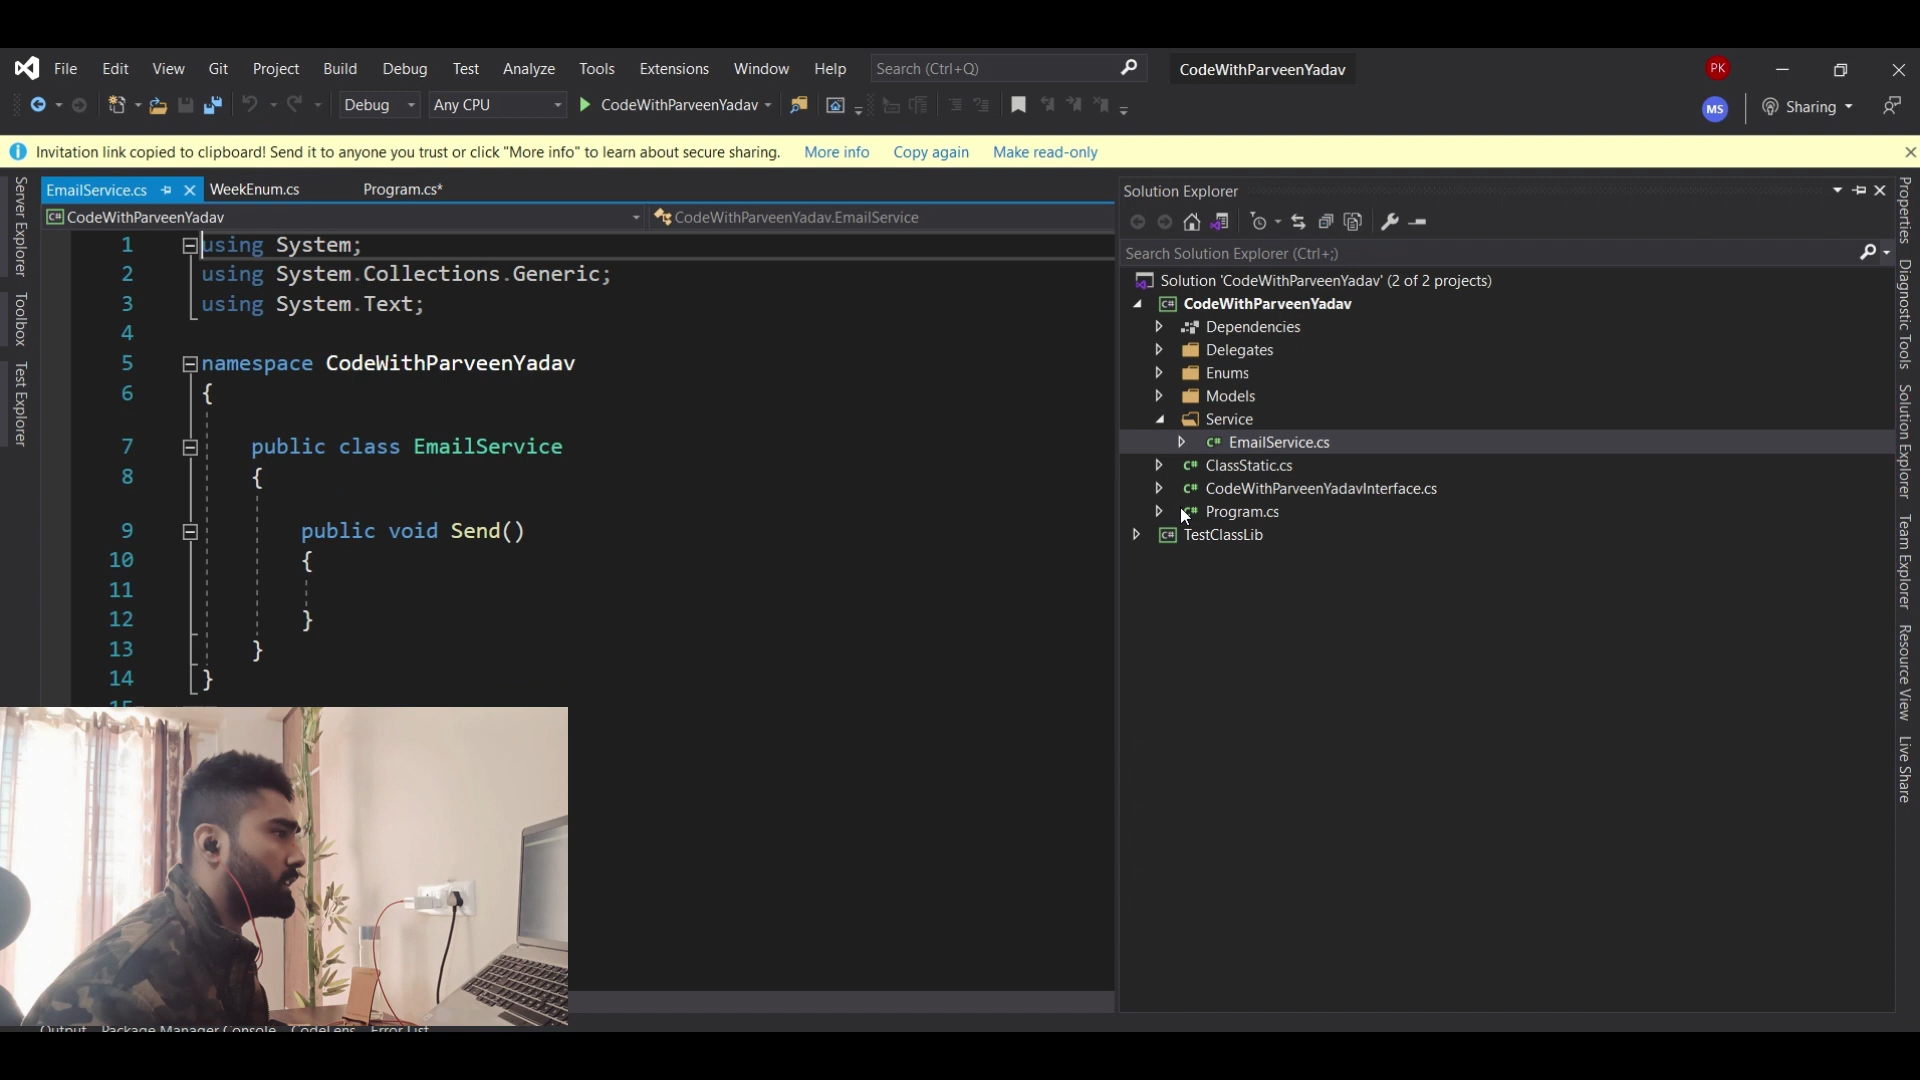 File Edit View Git Project Build Debug Test Analyze Tools Extensions Window Help Search (Ctrl+Q) CodeWithParveenYadav PK
Debug Any CPU CodeWithParveenYadav MS Sharing
Invitation link copied to clipboard! Send it to anyone you trust or click "More info" to learn about secure sharing. More info Copy again Make read-only
EmailService.cs WeekEnum.cs Program.cs*
C# CodeWithParveenYadav CodeWithParveenYadav.EmailService
1 using System;
2 using System.Collections.Generic;
3 using System.Text;
4
5 namespace CodeWithParveenYadav
6 {
7 public class EmailService
8 {
9 public void Send()
10 {
11
12 }
13 }
14 }
15
Server Explorer
Toolbox
Test Explorer
Solution Explorer
Search Solution Explorer (Ctrl+;)
Solution 'CodeWithParveenYadav' (2 of 2 projects)
C# CodeWithParveenYadav
Dependencies
Delegates
Enums
Models
Service
C# EmailService.cs
C# ClassStatic.cs
C# CodeWithParveenYadavInterface.cs
C# Program.cs
C# TestClassLib
Properties
Diagnostic Tools
Solution Explorer
Team Explorer
Resource View
Live Share
Output Package Manager Console CodeLens Error List